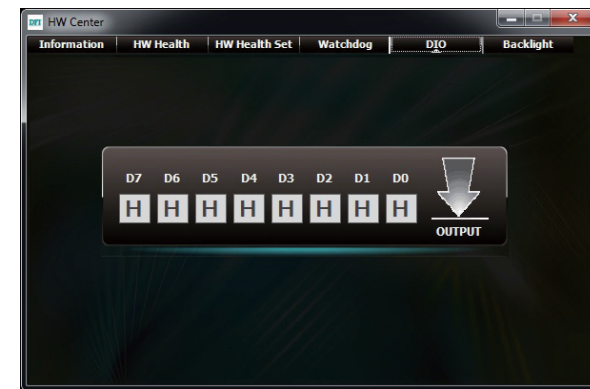 DFI HW Center
Information HW Health HW Health Set Watchdog DIO Backlight
D7 D6 D5 D4 D3 D2 D1 D0
H H H H H H H H
OUTPUT